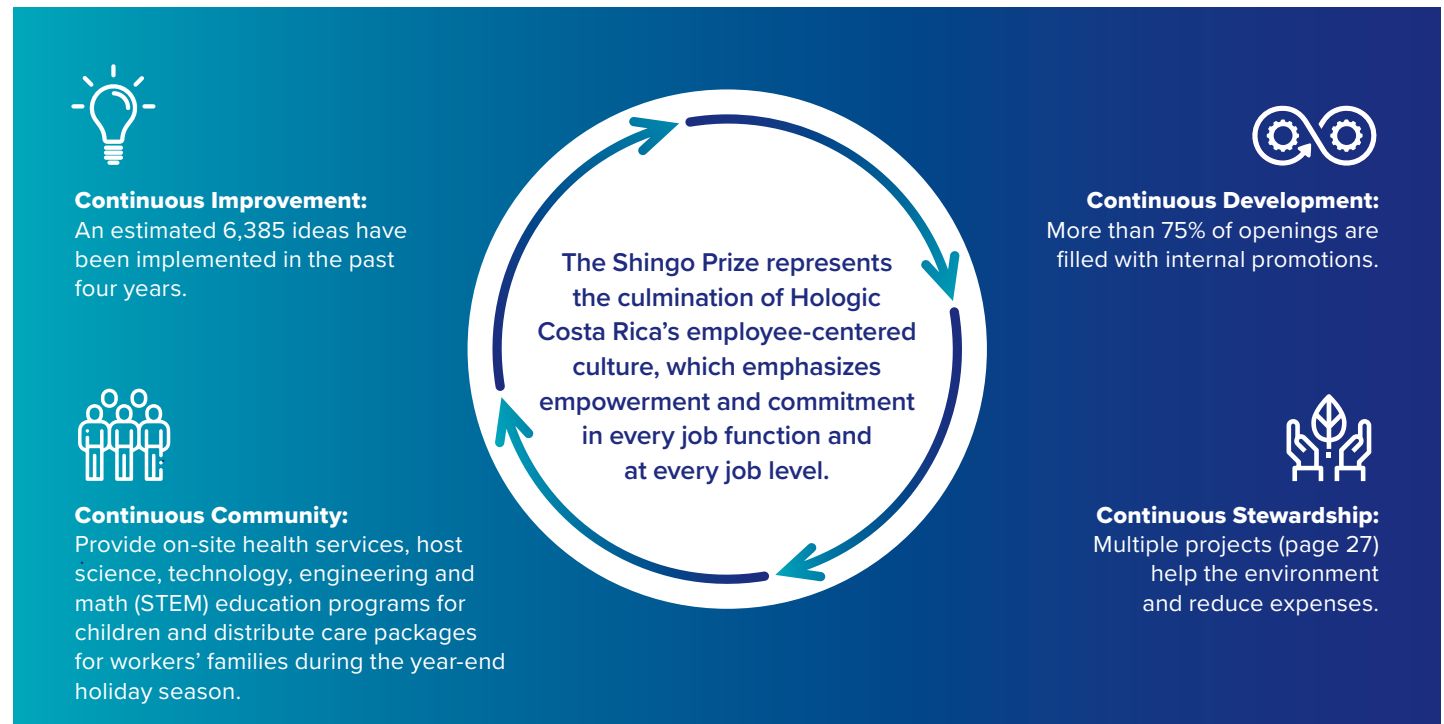 Continuous Improvement:
An estimated 6,385 ideas have
been implemented in the past
four years.
Continuous Community:
Provide on-site health services, host
science, technology, engineering and
math (STEM) education programs for
children and distribute care packages
for workers’ families during the year-end
holiday season.
The Shingo Prize represents
the culmination of Hologic
Costa Rica’s employee-centered
culture, which emphasizes
empowerment and commitment
in every job function and
at every job level.
Continuous Development:
More than 75% of openings are
filled with internal promotions.
Continuous Stewardship:
Multiple projects (page 27)
help the environment
and reduce expenses.